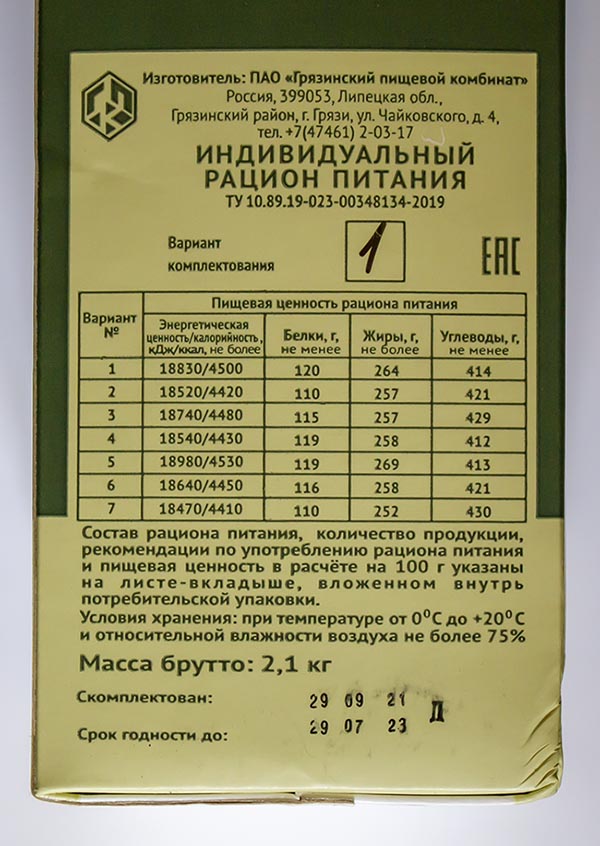 Изготовитель: ПАО «Грязинский пищевой комбинат»
Россия, 399053, Липецкая обл.,
Грязинский район, г. Грязи, ул. Чайковского, д. 4,
тел. +7(47461) 2-03-17
ИНДИВИДУАЛЬНЫЙ
РАЦИОН ПИТАНИЯ
ТУ 10.89.19-023-00348134-2019
Вариант
комплектования
1
EAC
Вариант №
Пищевая ценность рациона питания
Энергетическая ценность/калорийность, кДж/ккал, не более
Белки, г, не менее
Жиры, г, не более
Углеводы, г, не менее
1 18830/4500 120 264 414
2 18520/4420 110 257 421
3 18740/4480 115 257 429
4 18540/4430 119 258 412
5 18980/4530 119 269 413
6 18640/4450 116 258 421
7 18470/4410 110 252 430
Состав рациона питания, количество продукции,
рекомендации по употреблению рациона питания
и пищевая ценность в расчёте на 100 г указаны
на листе-вкладыше, вложенном внутрь
потребительской упаковки.
Условия хранения: при температуре от 0⁰С до +20⁰С
и относительной влажности воздуха не более 75%
Масса брутто: 2,1 кг
Скомплектован: 29 09 21 Д
Срок годности до: 29 07 23